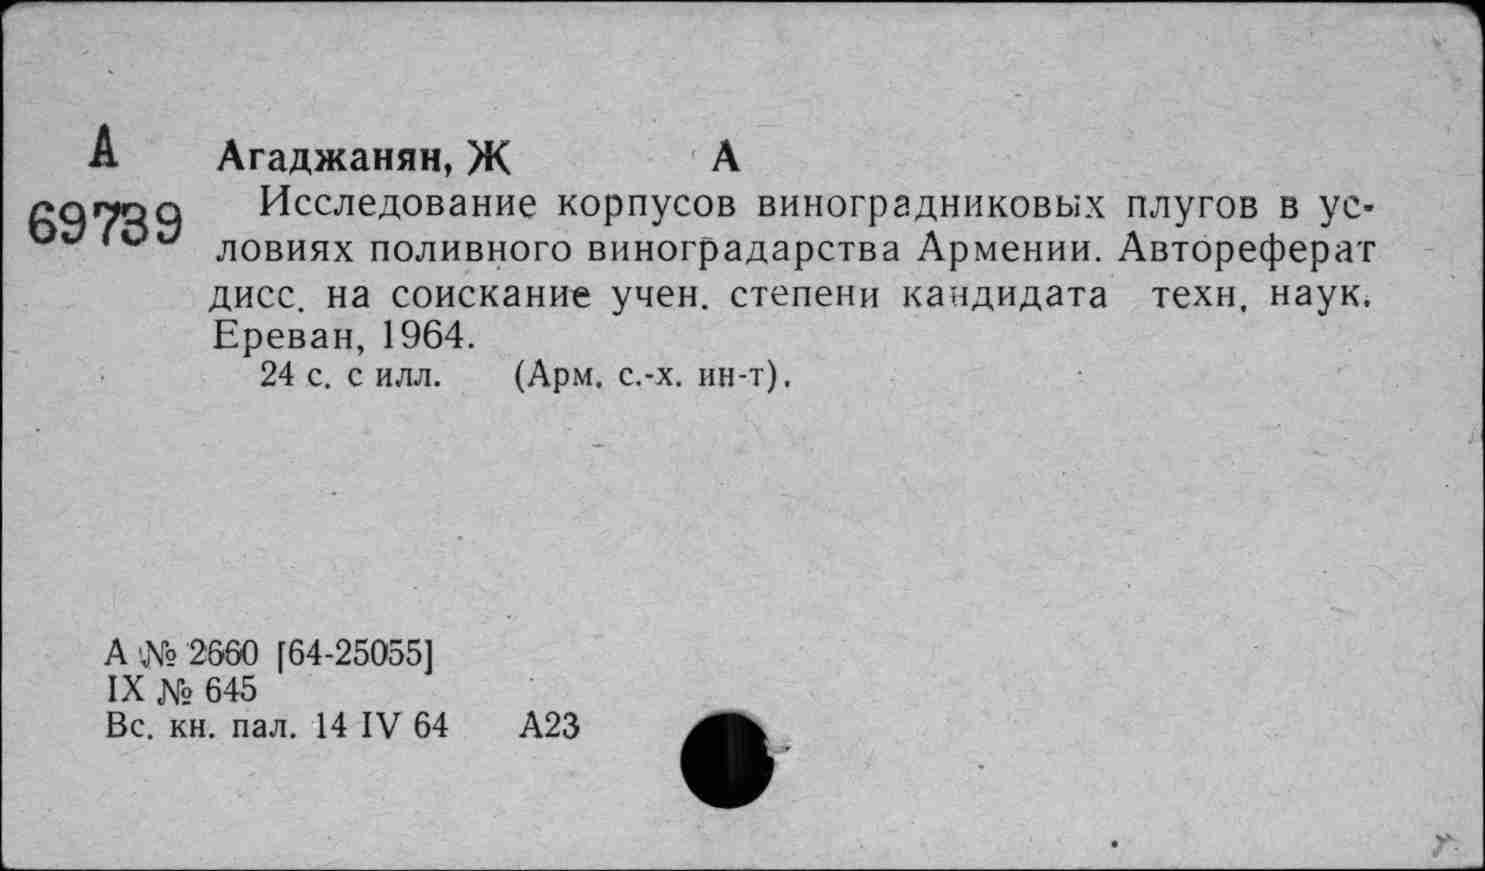 А
69739
Агаджанян, Ж А
Исследование корпусов виноградниковых плугов в ус-
ловиях поливного виноградарства Армении. Автореферат
дисс. на соискание учен. степени кандидата техн. наук.
Ереван, 1964.
24 с. с илл. (Арм. с.-х. ин-т).
А № 2660 [64-25055]
IX № 645
Вс. кн. пал. 14 IV 64 А23